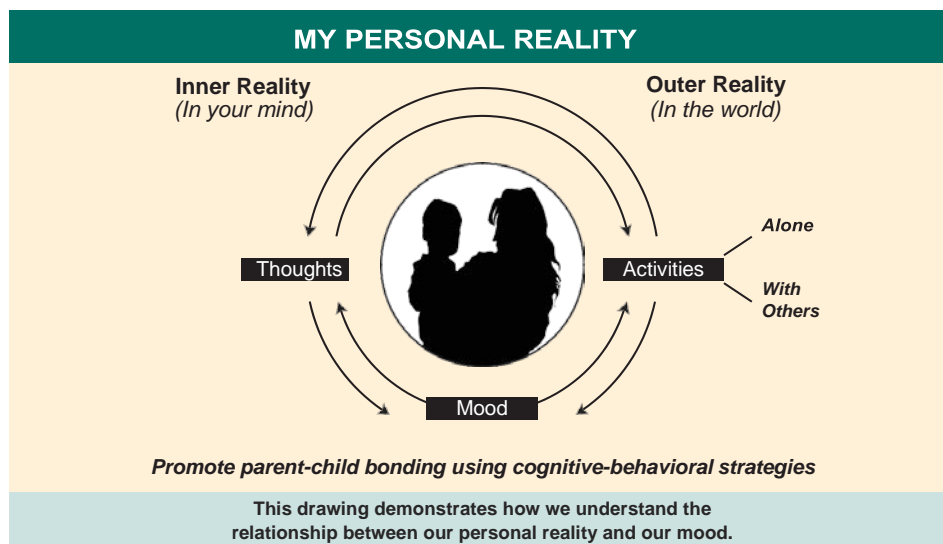 MY PERSONAL REALITY
Inner Reality
(In your mind)
Outer Reality
(In the world)
Thoughts
Activities
Alone
With
Others
Mood
Promote parent-child bonding using cognitive-behavioral strategies
This drawing demonstrates how we understand the
relationship between our personal reality and our mood.